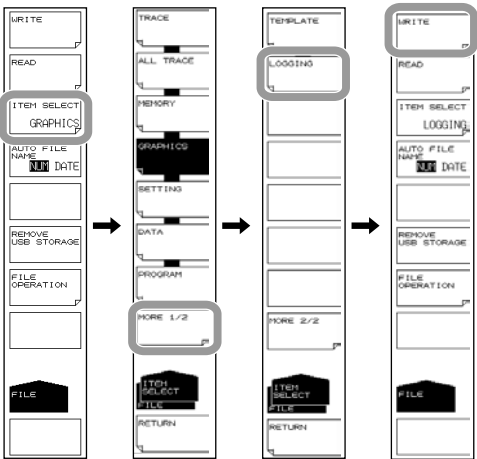 WRITE
READ
ITEM SELECT
GRAPHICS
AUTO FILE
NAME
NUM DATE
REMOVE
USB STORAGE
FILE
OPERATION
FILE
TRACE
ALL TRACE
MEMORY
GRAPHICS
SETTING
DATA
PROGRAM
MORE 1/2
ITEM
SELECT
FILE
RETURN
TEMPLATE
LOGGING
MORE 2/2
ITEM
SELECT
FILE
RETURN
WRITE
READ
ITEM SELECT
LOGGING
AUTO FILE
NAME
NUM DATE
REMOVE
USB STORAGE
FILE
OPERATION
FILE